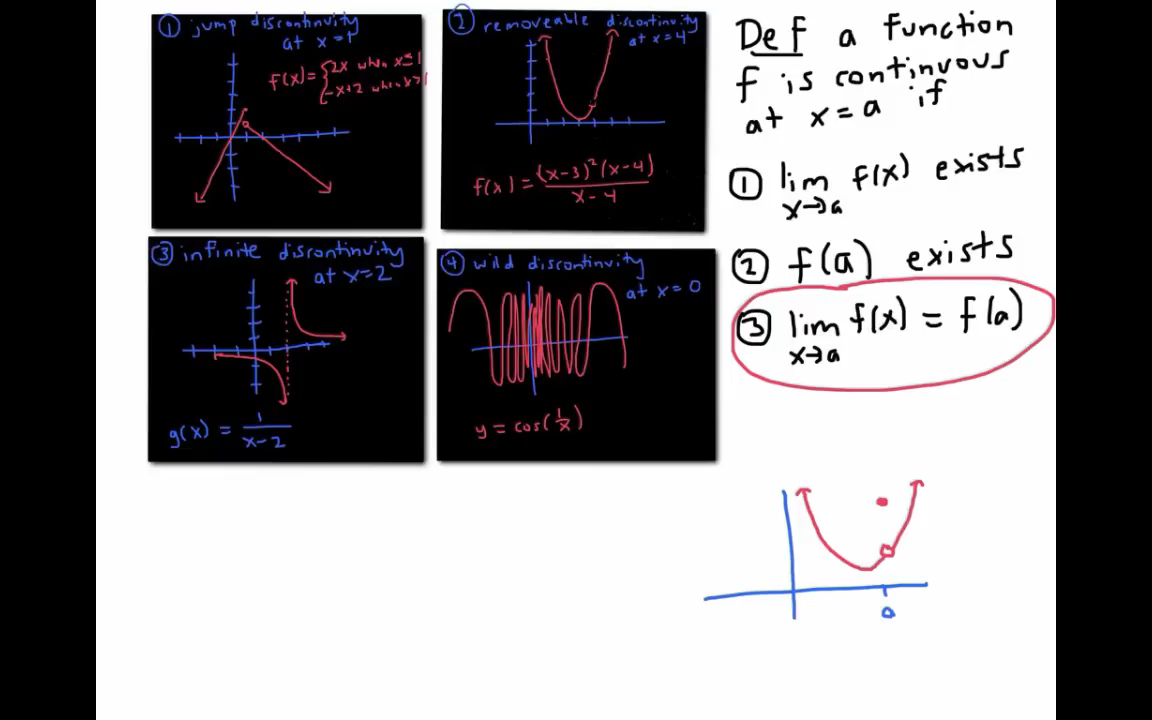 ① jump discontinuity
at x=1
f(x) = { 2x when x≤1
-x+2 when x>1
② removeable discontinuity
at x=4
f(x) = (x-3)²(x-4)
x-4
③ infinite discontinuity
at x=2
g(x) = 1
x-2
④ wild discontinuity
at x=0
y = cos(1/x)
Def a function
f is continuous
at x=a if
① lim f(x) exists
x→a
② f(a) exists
③ lim f(x) = f(a)
x→a
a